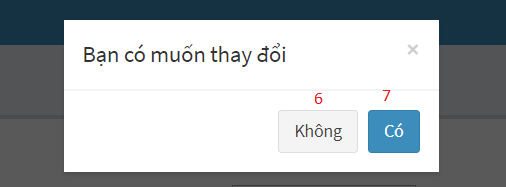 Bạn có muốn thay đổi ×
6 7
Không Có